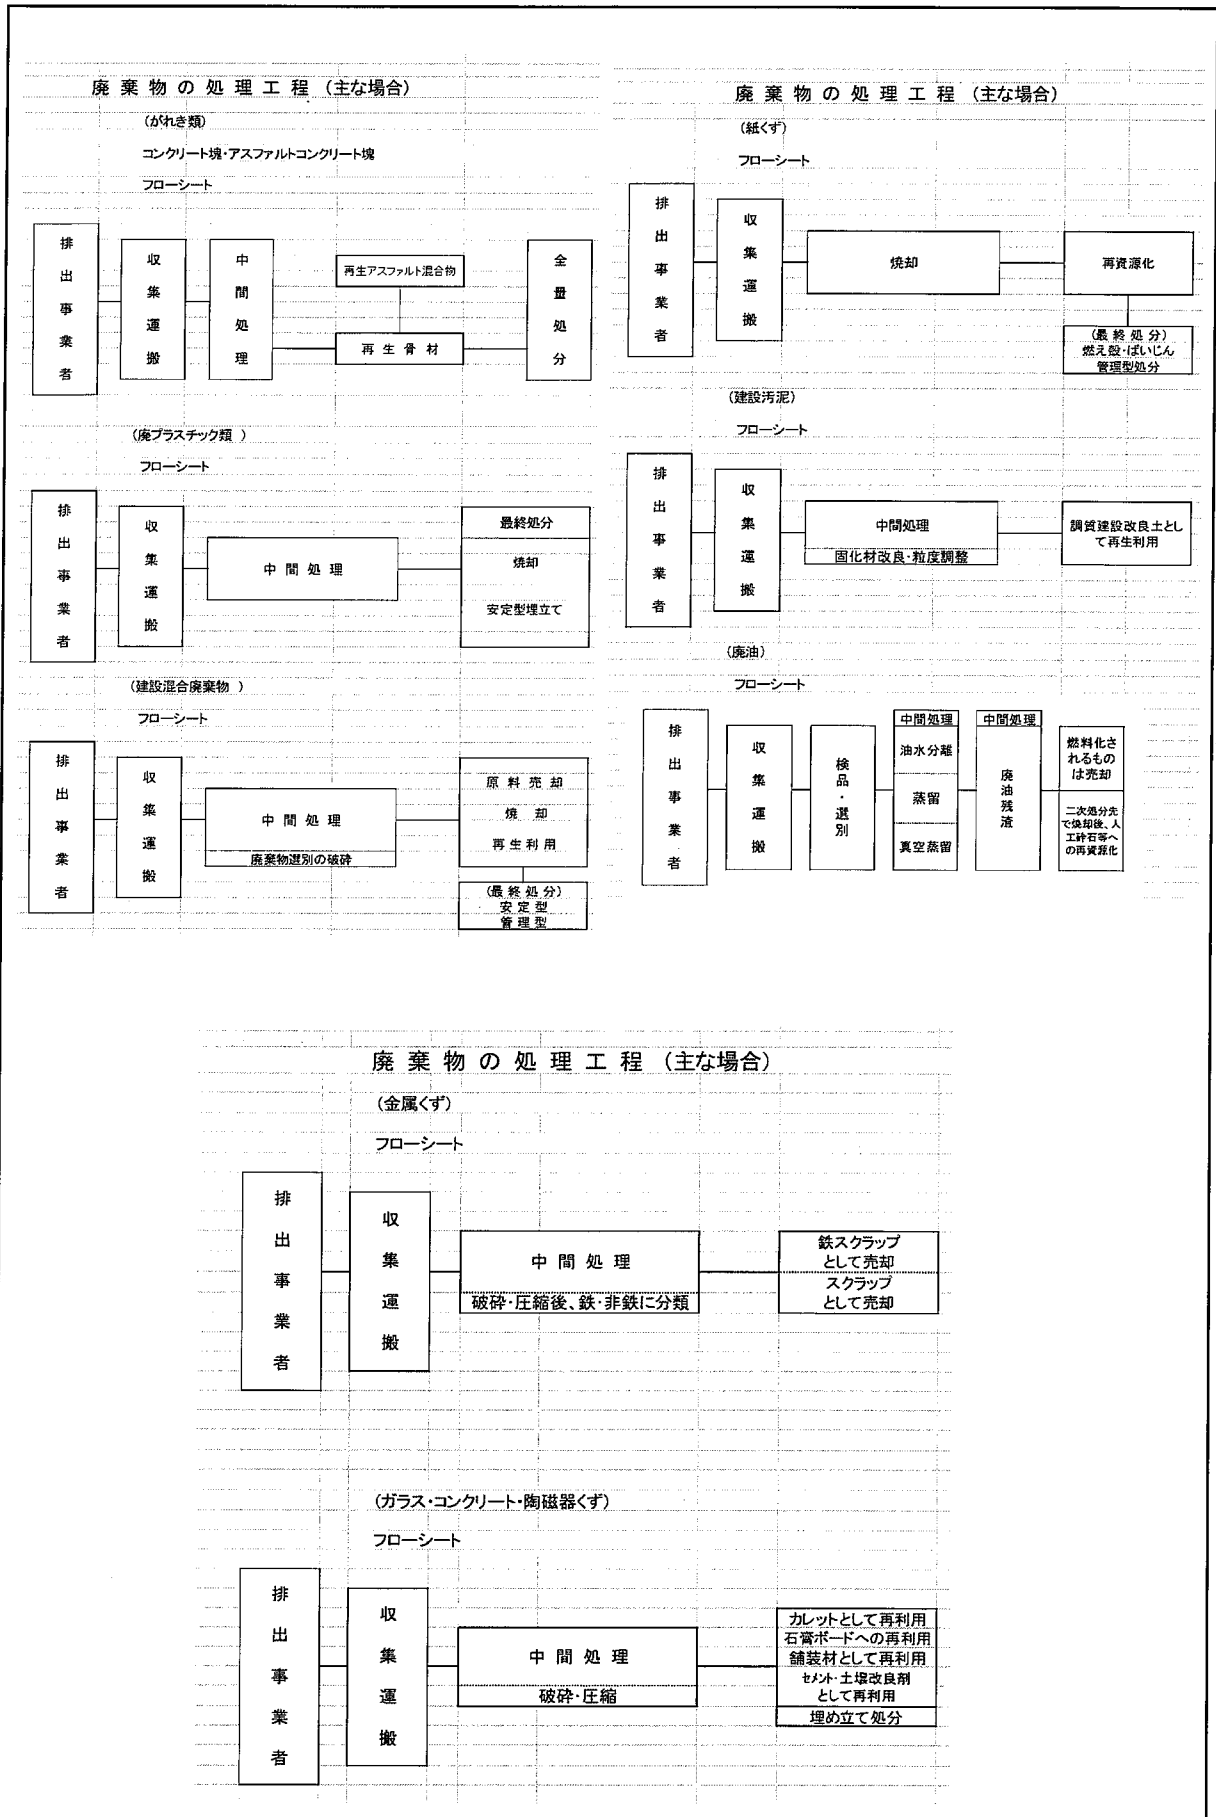 廃棄物の処理工程 (主な場合)
(がれき類)
コンクリート塊・アスファルトコンクリート塊
フローシート
排出事業者
収集運搬
中間処理
再生アスファルト混合物
再生骨材
全量処分
(廃プラスチック類 )
フローシート
排出事業者
収集運搬
中間処理
最終処分
焼却
安定型埋立て
(建設混合廃棄物 )
フローシート
排出事業者
収集運搬
中間処理
廃棄物選別の破砕
原料売却
焼却
再生利用
(最終処分)
安定型
管理型
廃棄物の処理工程 (主な場合)
(紙くず)
フローシート
排出事業者
収集運搬
焼却
再資源化
(最終処分)
燃え殻・ばいじん
管理型処分
(建設汚泥)
フローシート
排出事業者
収集運搬
中間処理
固化材改良・粒度調整
調質建設改良土とし
て再生利用
(廃油)
フローシート
排出事業者
収集運搬
検品・選別
中間処理
油水分離
蒸留
真空蒸留
中間処理
廃油残渣
燃料化さ
れるもの
は売却
二次処分先
で焼却後、人
工砕石等へ
の再資源化
廃棄物の処理工程 (主な場合)
(金属くず)
フローシート
排出事業者
収集運搬
中間処理
破砕・圧縮後、鉄・非鉄に分類
鉄スクラップ
として売却
スクラップ
として売却
(ガラス・コンクリート・陶磁器くず)
フローシート
排出事業者
収集運搬
中間処理
破砕・圧縮
カレットとして再利用
石膏ボードへの再利用
舗装材として再利用
セメント・土壌改良剤
として再利用
埋め立て処分